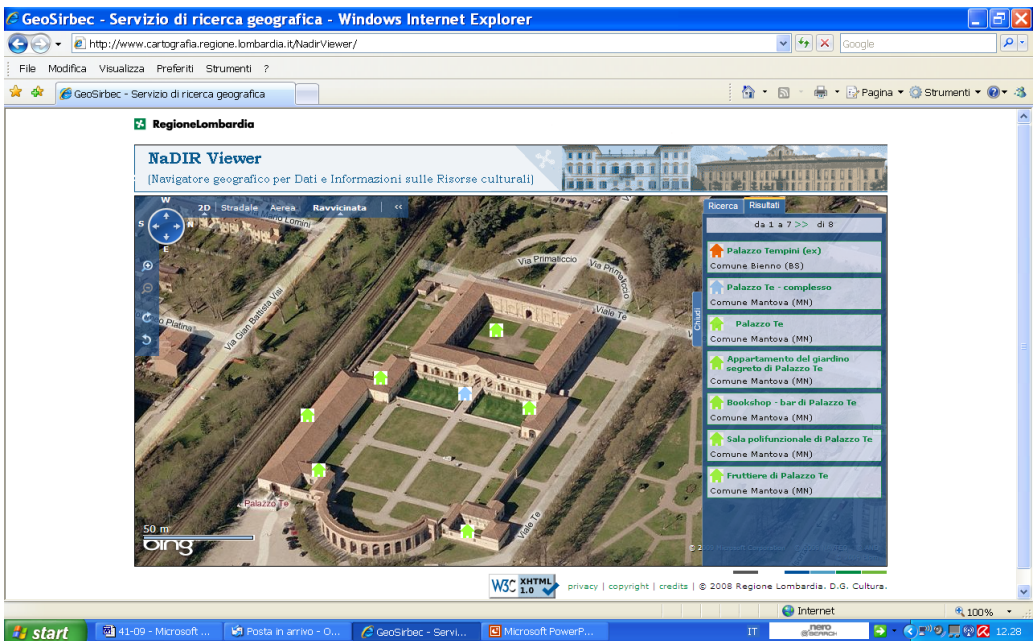 GeoSirbec - Servizio di ricerca geografica - Windows Internet Explorer
http://www.cartografia.regione.lombardia.it/NadirViewer/
Google
File Modifica Visualizza Preferiti Strumenti ?
GeoSirbec - Servizio di ricerca geografica
Pagina Strumenti
RegioneLombardia
NaDIR Viewer
(Navigatore geografico per Dati e Informazioni sulle Risorse culturali)
W
S N
E
2D Stradale Aerea Ravvicinata <<
Via Primaticcio
Viale Te
Via Gian Battista Visi
Platina
Palazzo Te
Viale Te
50 m
bing
Chiudi
Ricerca Risultati
da 1 a 7 >> di 8
Palazzo Tempini (ex)
Comune Bienno (BS)
Palazzo Te - complesso
Comune Mantova (MN)
Palazzo Te
Comune Mantova (MN)
Appartamento del giardino
segreto di Palazzo Te
Comune Mantova (MN)
Bookshop - bar di Palazzo Te
Comune Mantova (MN)
Sala polifunzionale di Palazzo Te
Comune Mantova (MN)
Fruttiere di Palazzo Te
Comune Mantova (MN)
W3C XHTML 1.0
privacy | copyright | credits | © 2008 Regione Lombardia. D.G. Cultura.
Internet 100%
start 41-09 - Microsoft ... Posta in arrivo - O... GeoSirbec - Servi... Microsoft PowerP... IT nero SEARCH 12.28